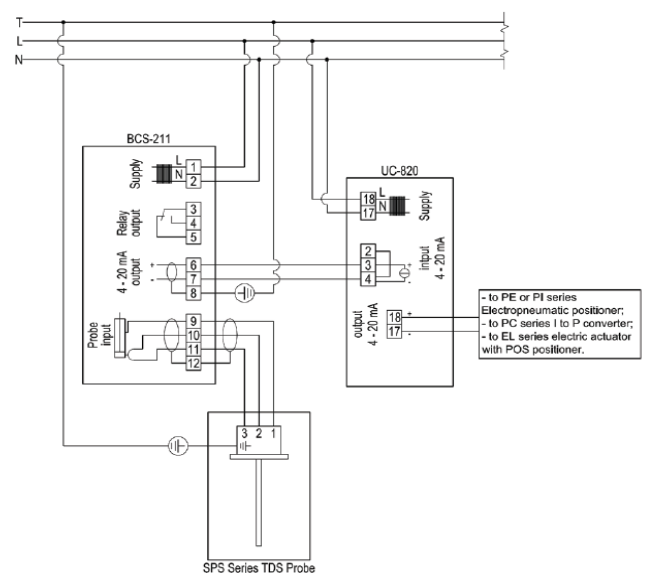 T
L
N
BCS-211
Supply
L
N
1
2
Relay
output
3
4
5
4 - 20 mA
output
+
-
6
7
8
Probe
input
9
10
11
12
UC-820
18
17
L
N
Supply
2
3
4
+
-
intput
4 - 20 mA
output
4 - 20 mA
18
17
+
-
- to PE or PI series
Electropneumatic positioner;
- to PC series I to P converter;
- to EL series electric actuator
with POS positioner.
3 2 1
SPS Series TDS Probe